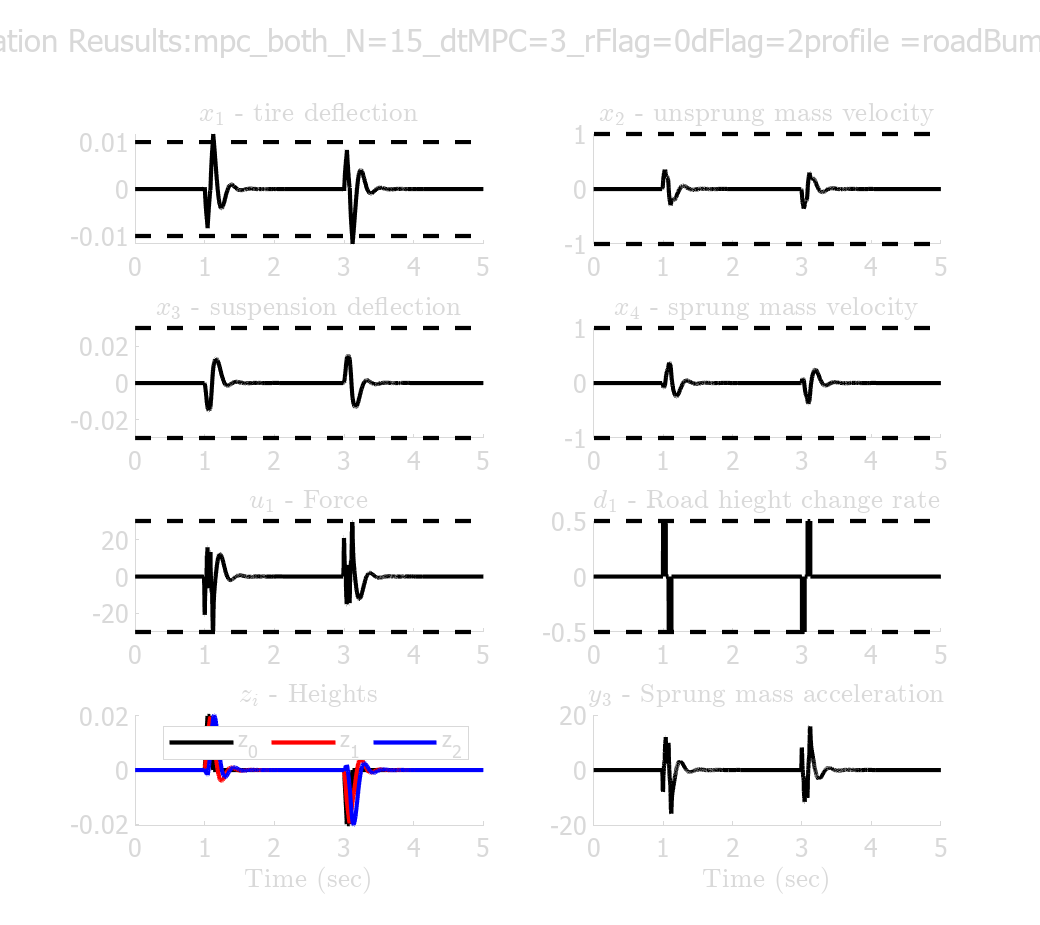 ation Reusults:mpc_both_N=15_dtMPC=3_rFlag=0dFlag=2profile =roadBum
x₁ - tire deflection
0.01
0
-0.01
0 1 2 3 4 5
x₂ - unsprung mass velocity
1
0
-1
0 1 2 3 4 5
x₃ - suspension deflection
0.02
0
-0.02
0 1 2 3 4 5
x₄ - sprung mass velocity
1
0
-1
0 1 2 3 4 5
u₁ - Force
20
0
-20
0 1 2 3 4 5
d₁ - Road hieght change rate
0.5
0
-0.5
0 1 2 3 4 5
zᵢ - Heights
0.02
0
-0.02
z₀ z₁ z₂
0 1 2 3 4 5
Time (sec)
y₃ - Sprung mass acceleration
20
0
-20
0 1 2 3 4 5
Time (sec)